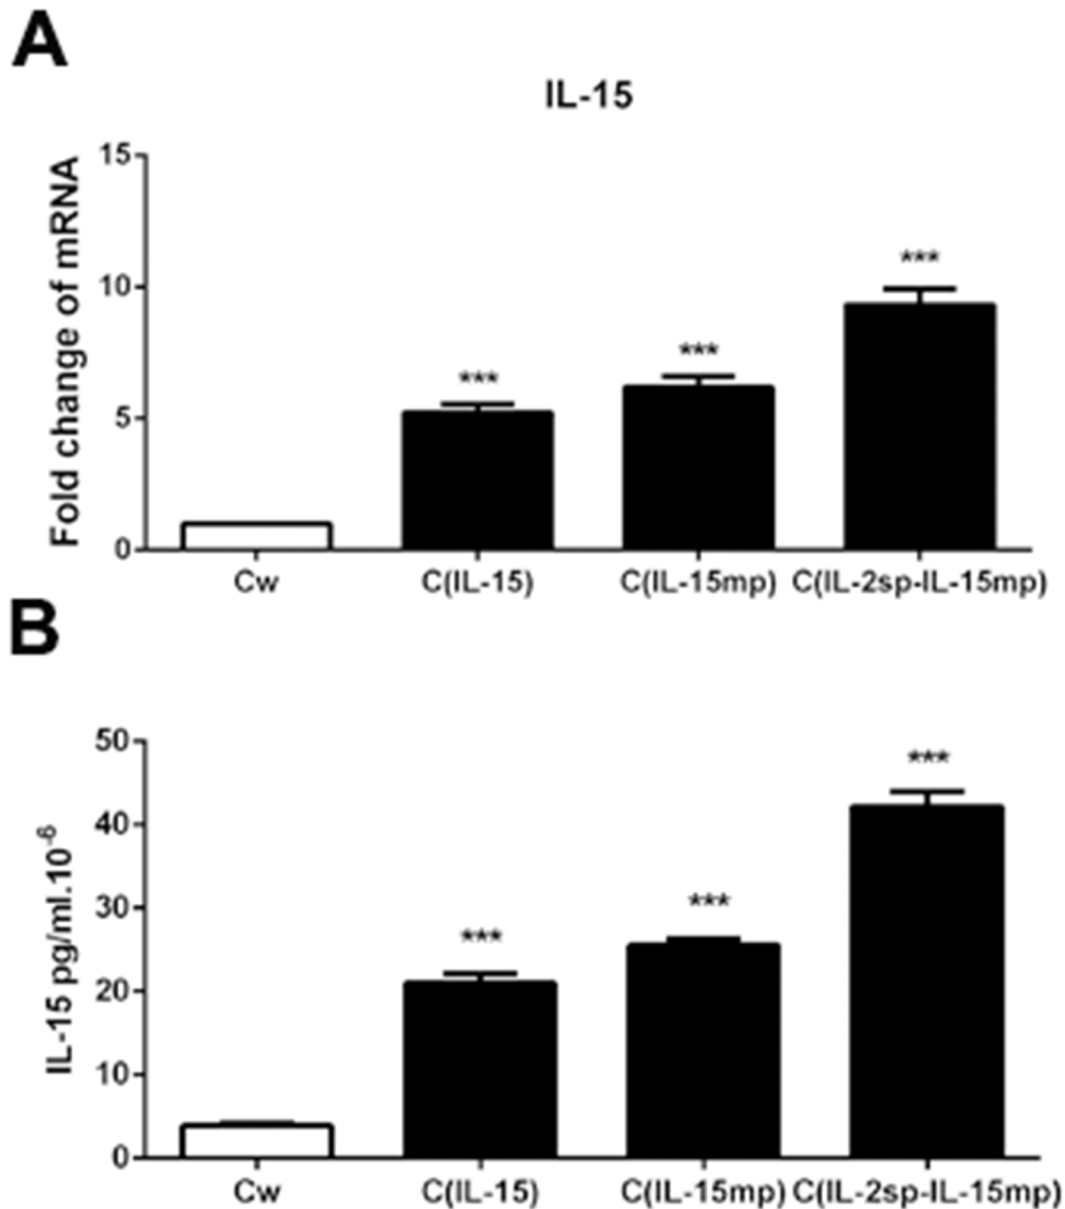 A
IL-15
Fold change of mRNA
15
10
5
0
***
***
***
Cw
C(IL-15)
C(IL-15mp)
C(IL-2sp-IL-15mp)
B
IL-15 pg/ml.10⁻⁶
50
40
30
20
10
0
***
***
***
Cw
C(IL-15)
C(IL-15mp)
C(IL-2sp-IL-15mp)